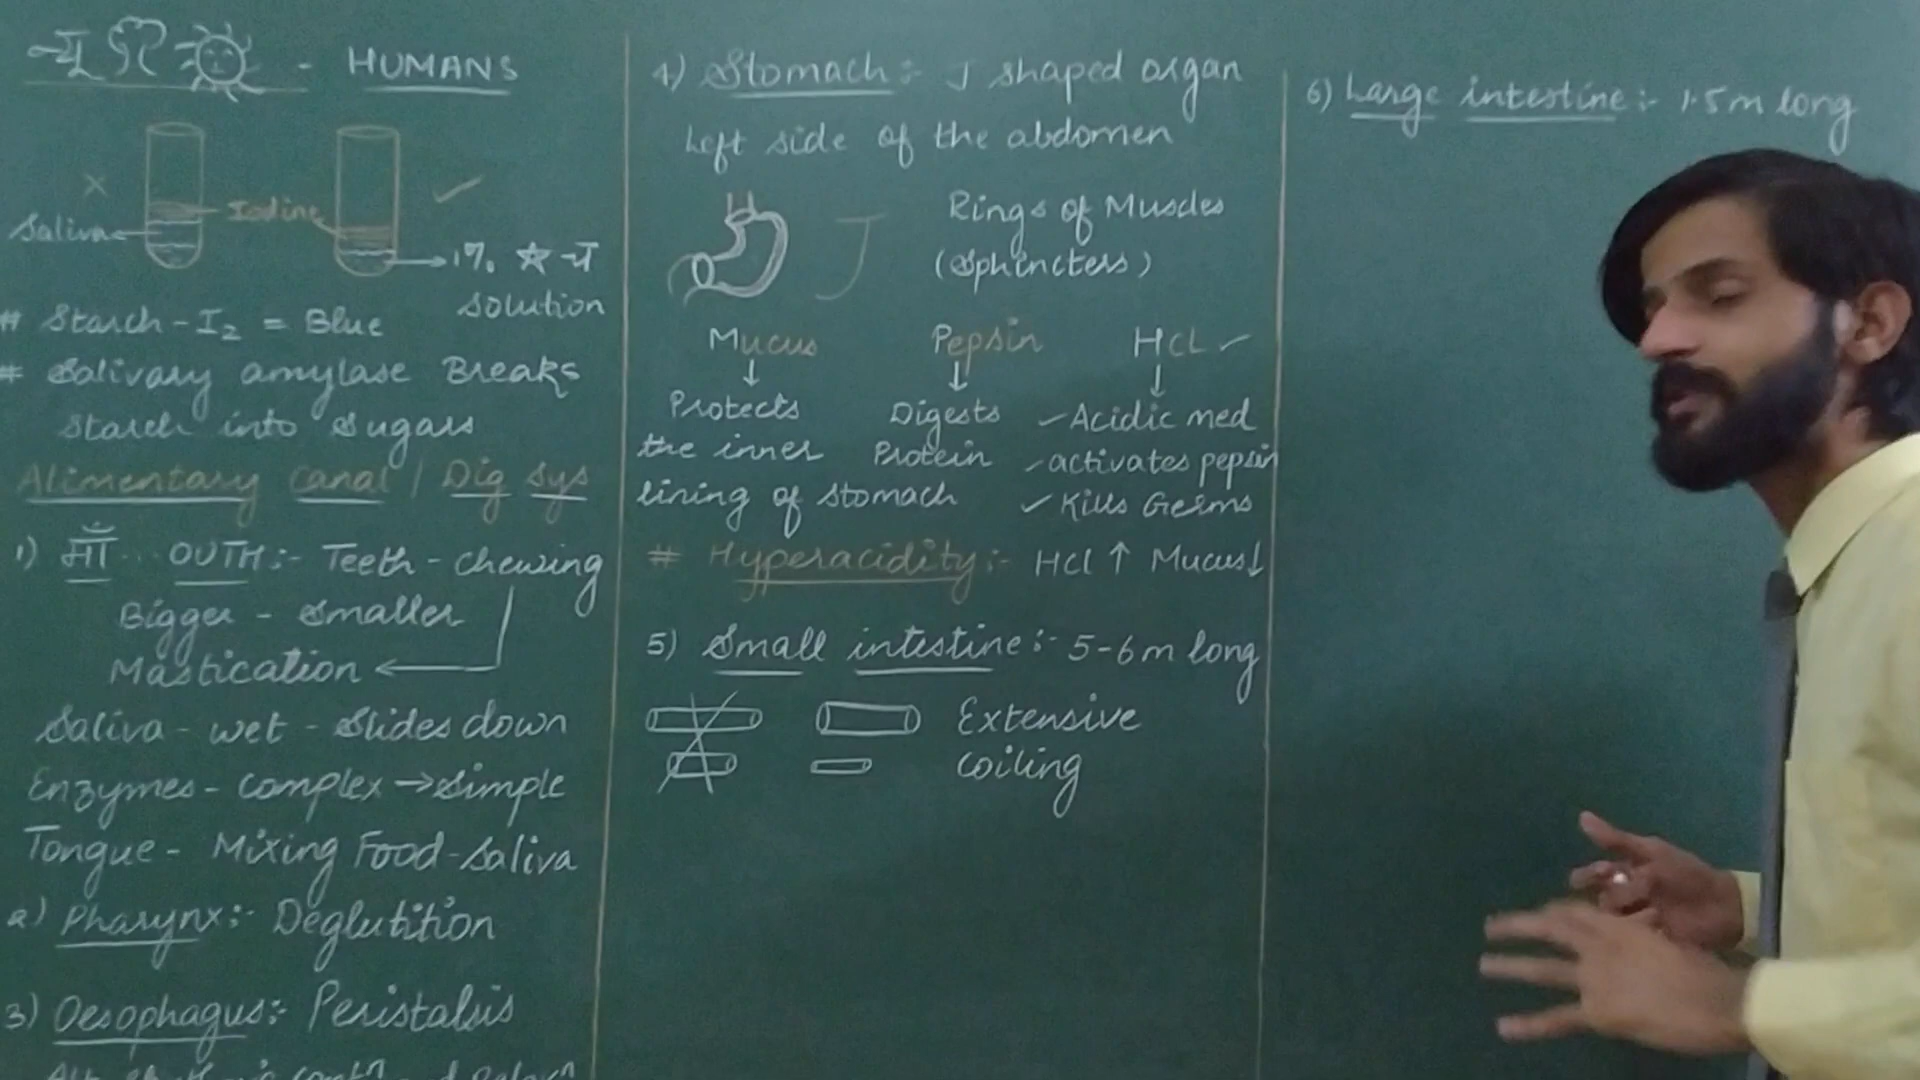 यू - HUMANS
Saliva
Iodine
1%
र्च
solution
# Starch - I2 = Blue
# Salivary amylase Breaks
starch into sugars
Alimentary canal / Dig sys
1) माँ OUTH:- Teeth - chewing
Bigger - smaller
Mastication
Saliva - wet - slides down
Enzymes - complex → simple
Tongue - Mixing Food - saliva
2) Pharynx:- Deglutition
3) Oesophagus:- Peristalsis
4) Stomach:- J shaped organ
Left side of the abdomen
J
Rings of Muscles
(Sphincters)
Mucus Pepsin HCl ✓
↓ ↓ ↓
Protects Digests ✓ Acidic med
the inner Protein ✓ activates pepsin
lining of stomach ✓ Kills Germs
# Hyperacidity:- HCl ↑ Mucus↓
5) Small intestine:- 5-6m long
Extensive
coiling
6) Large intestine:- 1.5m long